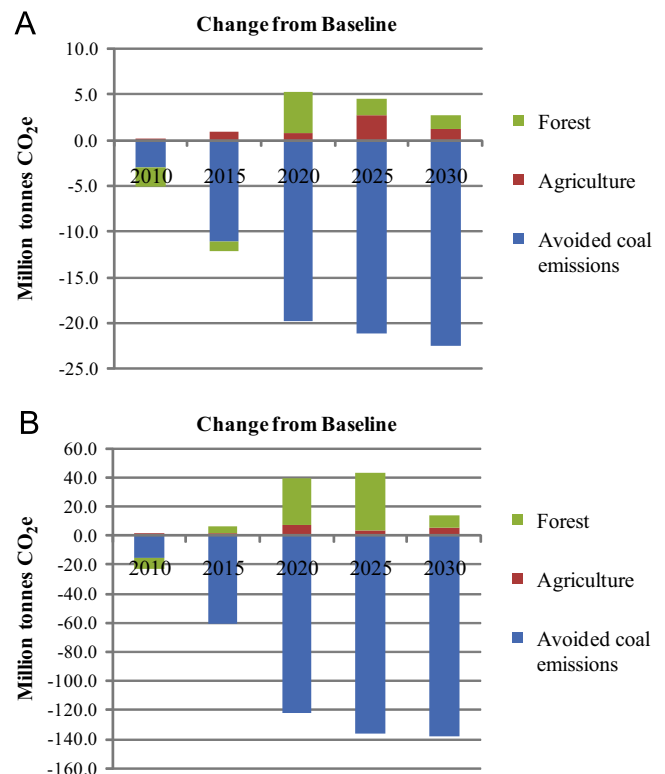 A
Change from Baseline
Million tonnes CO₂e
10.0
5.0
0.0
-5.0
-10.0
-15.0
-20.0
-25.0
2010 2015 2020 2025 2030
Forest
Agriculture
Avoided coal
emissions
B
Change from Baseline
Million tonnes CO₂e
60.0
40.0
20.0
0.0
-20.0
-40.0
-60.0
-80.0
-100.0
-120.0
-140.0
-160.0
2010 2015 2020 2025 2030
Forest
Agriculture
Avoided coal
emissions